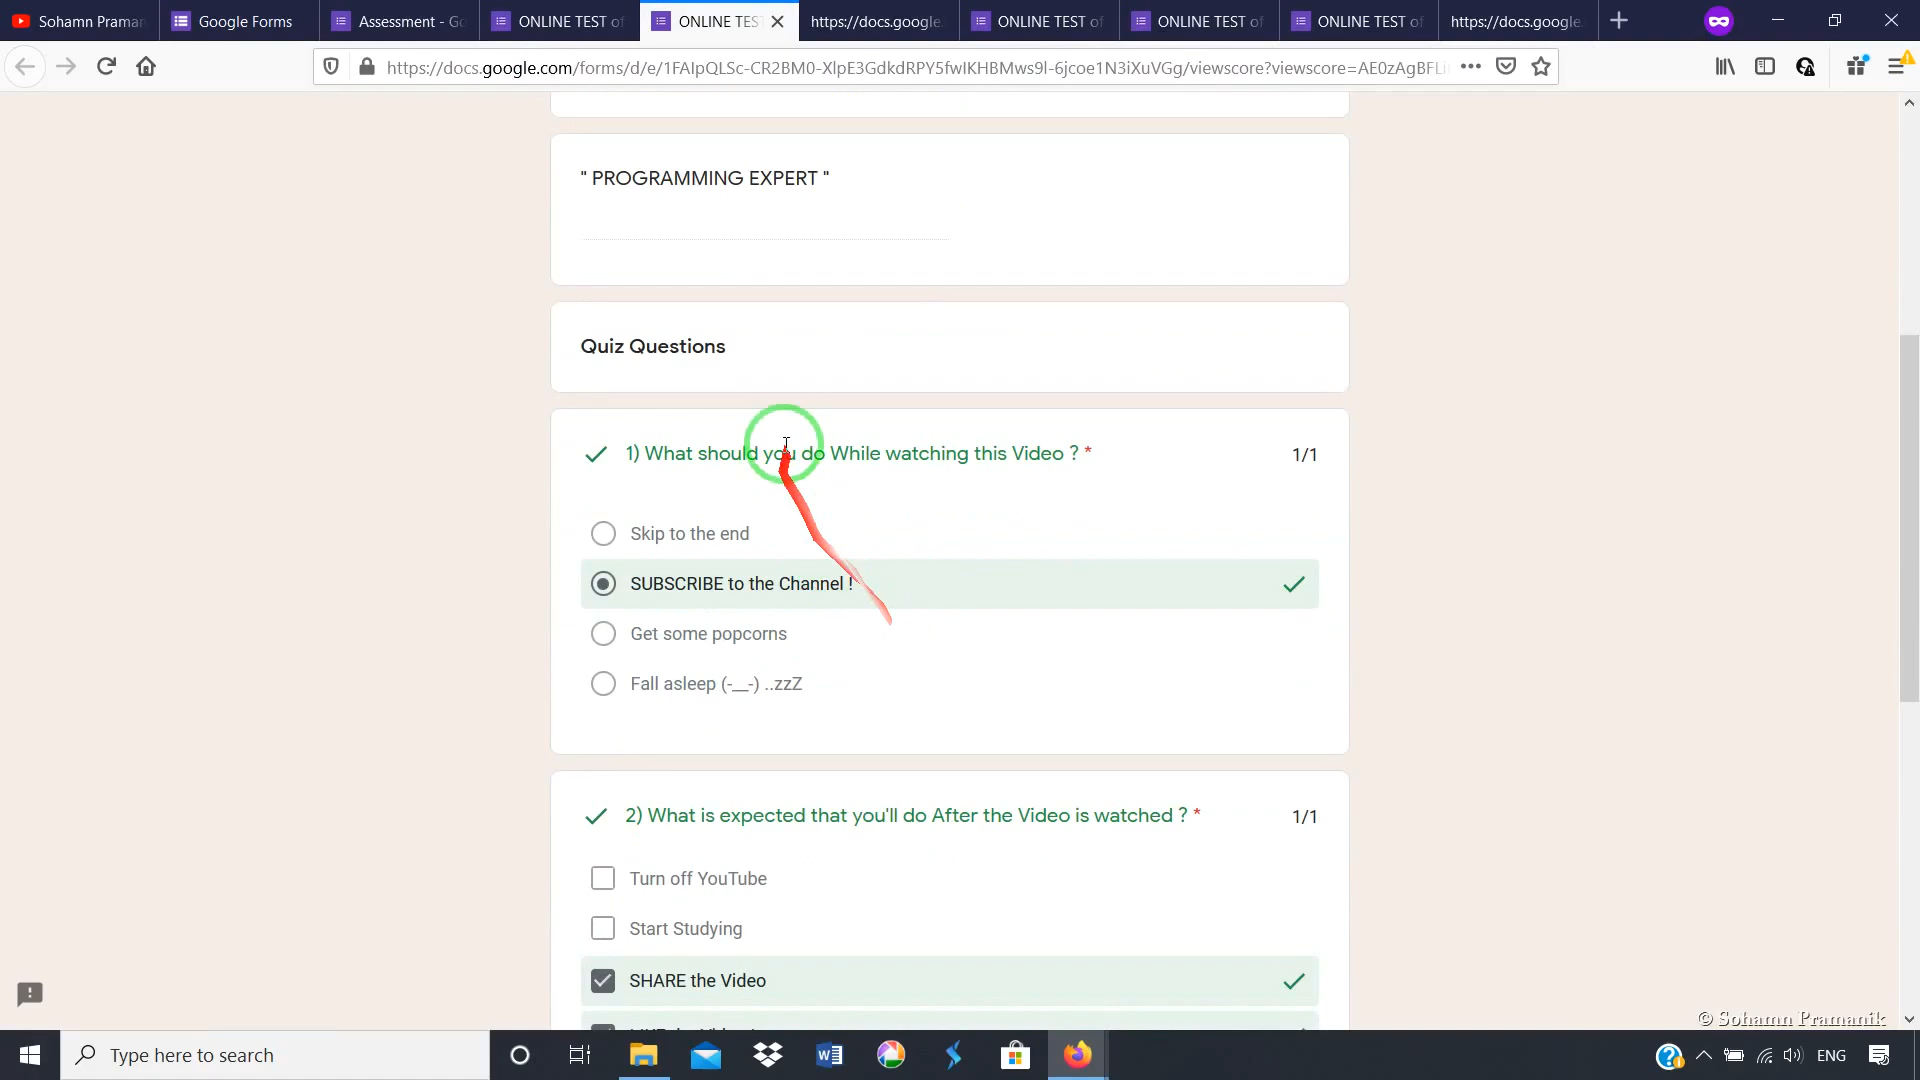 Sohamn Praman
Google Forms
Assessment - Go
ONLINE TEST of
ONLINE TES
https://docs.google.
ONLINE TEST of
ONLINE TEST of
ONLINE TEST of
https://docs.google.
https://docs.google.com/forms/d/e/1FAIpQLSc-CR2BM0-XlpE3GdkdRPY5fwIKHBMws9l-6jcoe1N3iXuVGg/viewscore?viewscore=AE0zAgBFLi
" PROGRAMMING EXPERT "
Quiz Questions
1) What should you do While watching this Video ? *
1/1
Skip to the end
SUBSCRIBE to the Channel !
Get some popcorns
Fall asleep (-__-) ..zzZ
2) What is expected that you'll do After the Video is watched ? *
1/1
Turn off YouTube
Start Studying
SHARE the Video
© Sohamn Pramanik
Type here to search
ENG